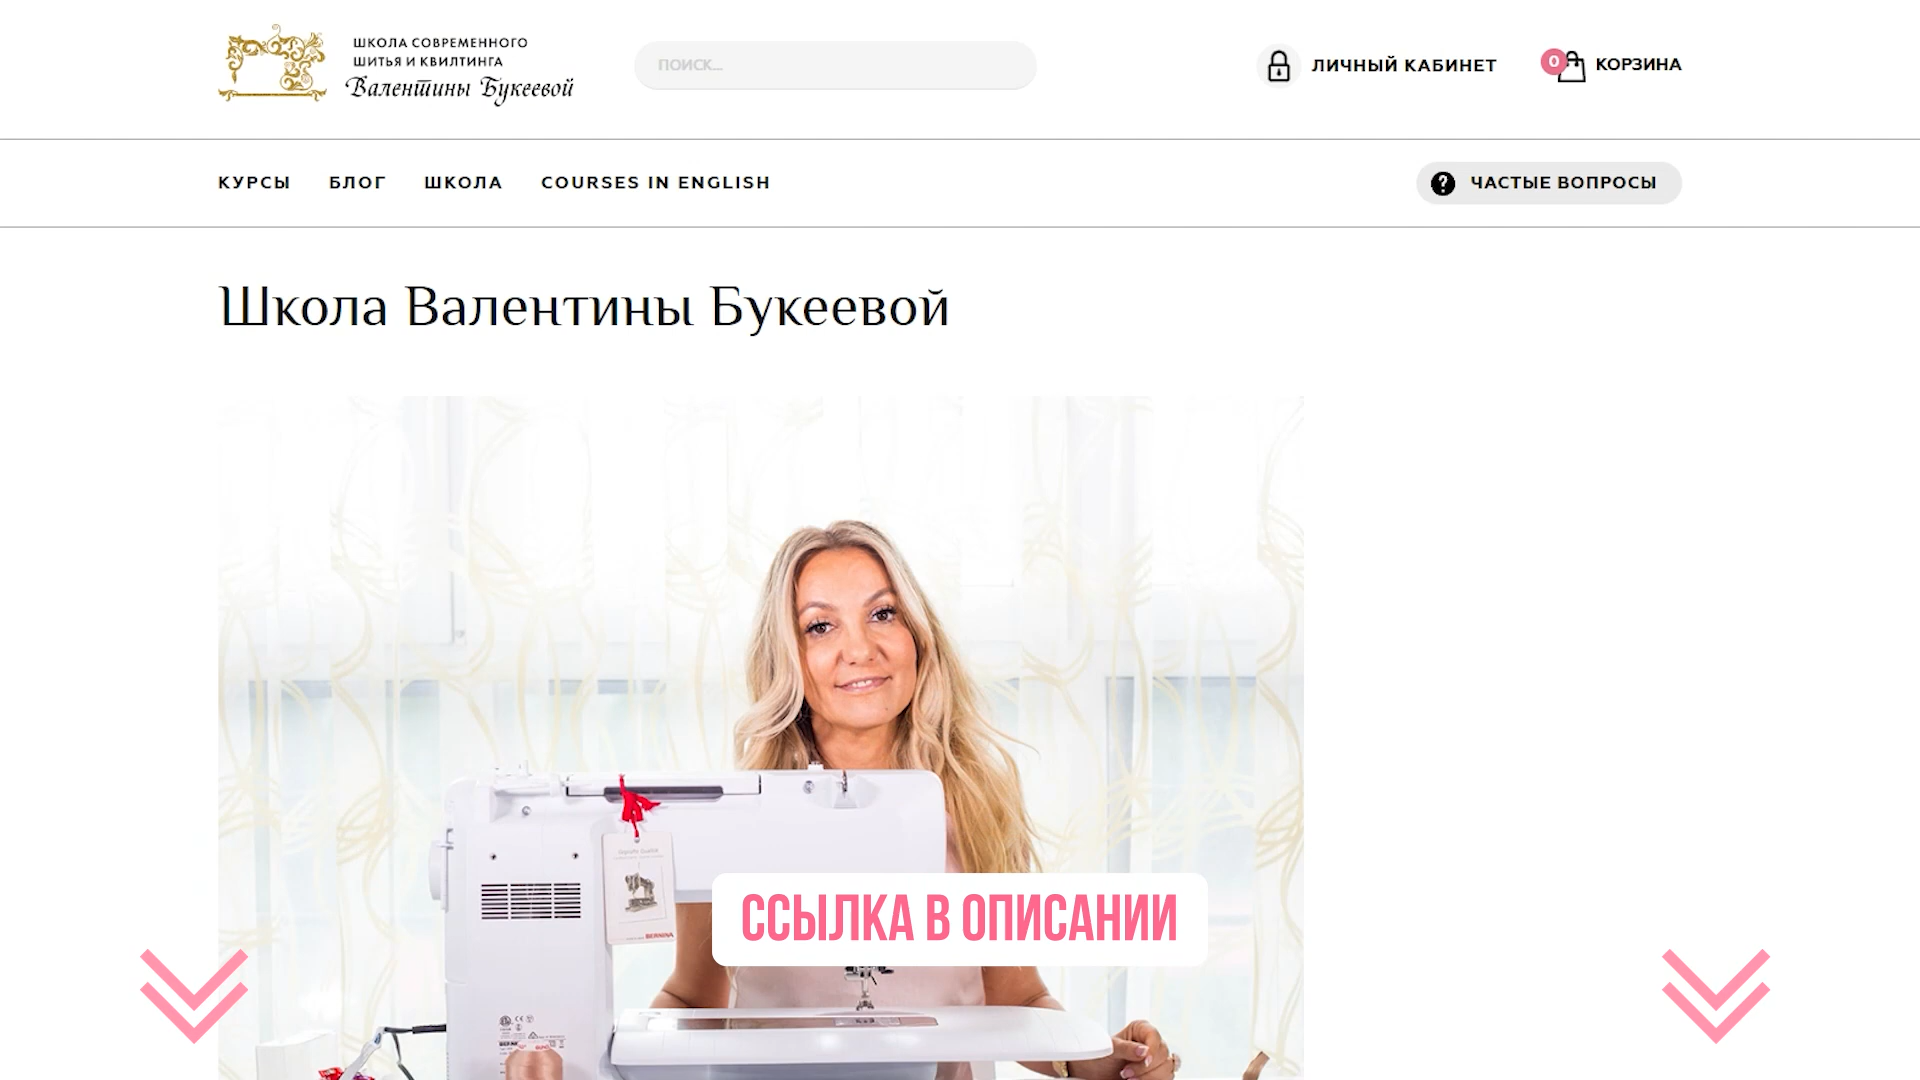 ШКОЛА СОВРЕМЕННОГО
ШИТЬЯ И КВИЛТИНГА
Валентины Букеевой
ПОИСК...
ЛИЧНЫЙ КАБИНЕТ
0
КОРЗИНА
КУРСЫ
БЛОГ
ШКОЛА
COURSES IN ENGLISH
? ЧАСТЫЕ ВОПРОСЫ
Школа Валентины Букеевой
BERNINA
ССЫЛКА В ОПИСАНИИ